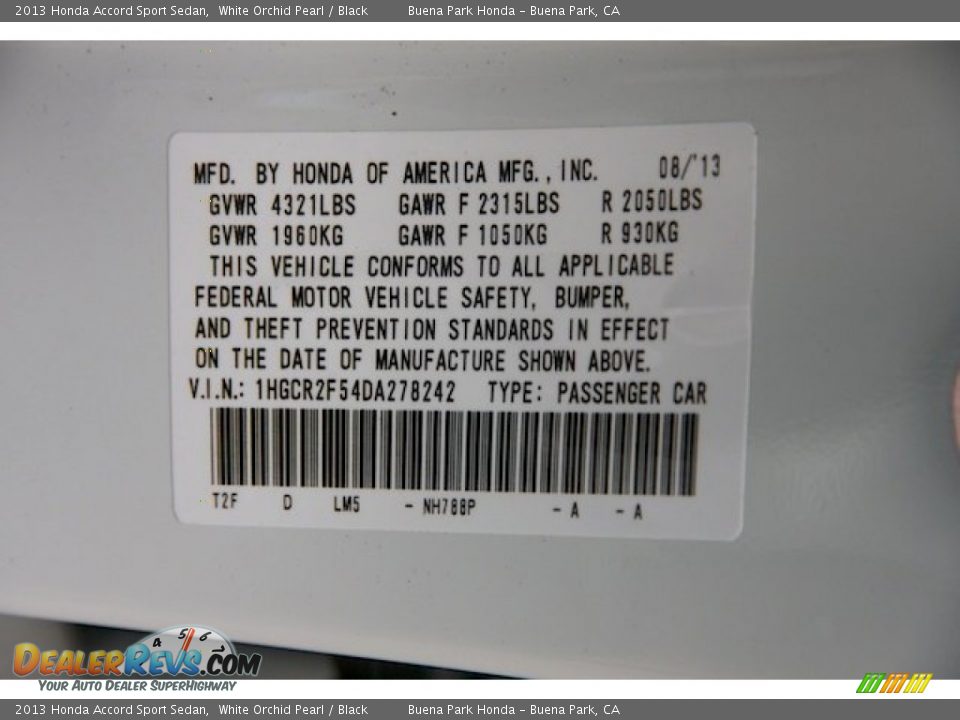 2013 Honda Accord Sport Sedan, White Orchid Pearl / Black Buena Park Honda - Buena Park, CA
MFD. BY HONDA OF AMERICA MFG., INC. 08/'13
GVWR 4321LBS GAWR F 2315LBS R 2050LBS
GVWR 1960KG GAWR F 1050KG R 930KG
THIS VEHICLE CONFORMS TO ALL APPLICABLE
FEDERAL MOTOR VEHICLE SAFETY, BUMPER,
AND THEFT PREVENTION STANDARDS IN EFFECT
ON THE DATE OF MANUFACTURE SHOWN ABOVE.
V.I.N.: 1HGCR2F54DA278242 TYPE: PASSENGER CAR
T2F D LM5 - NH788P - A - A
4 5 6
DEALERREVS.COM
YOUR AUTO DEALER SUPERHIGHWAY
2013 Honda Accord Sport Sedan, White Orchid Pearl / Black Buena Park Honda - Buena Park, CA